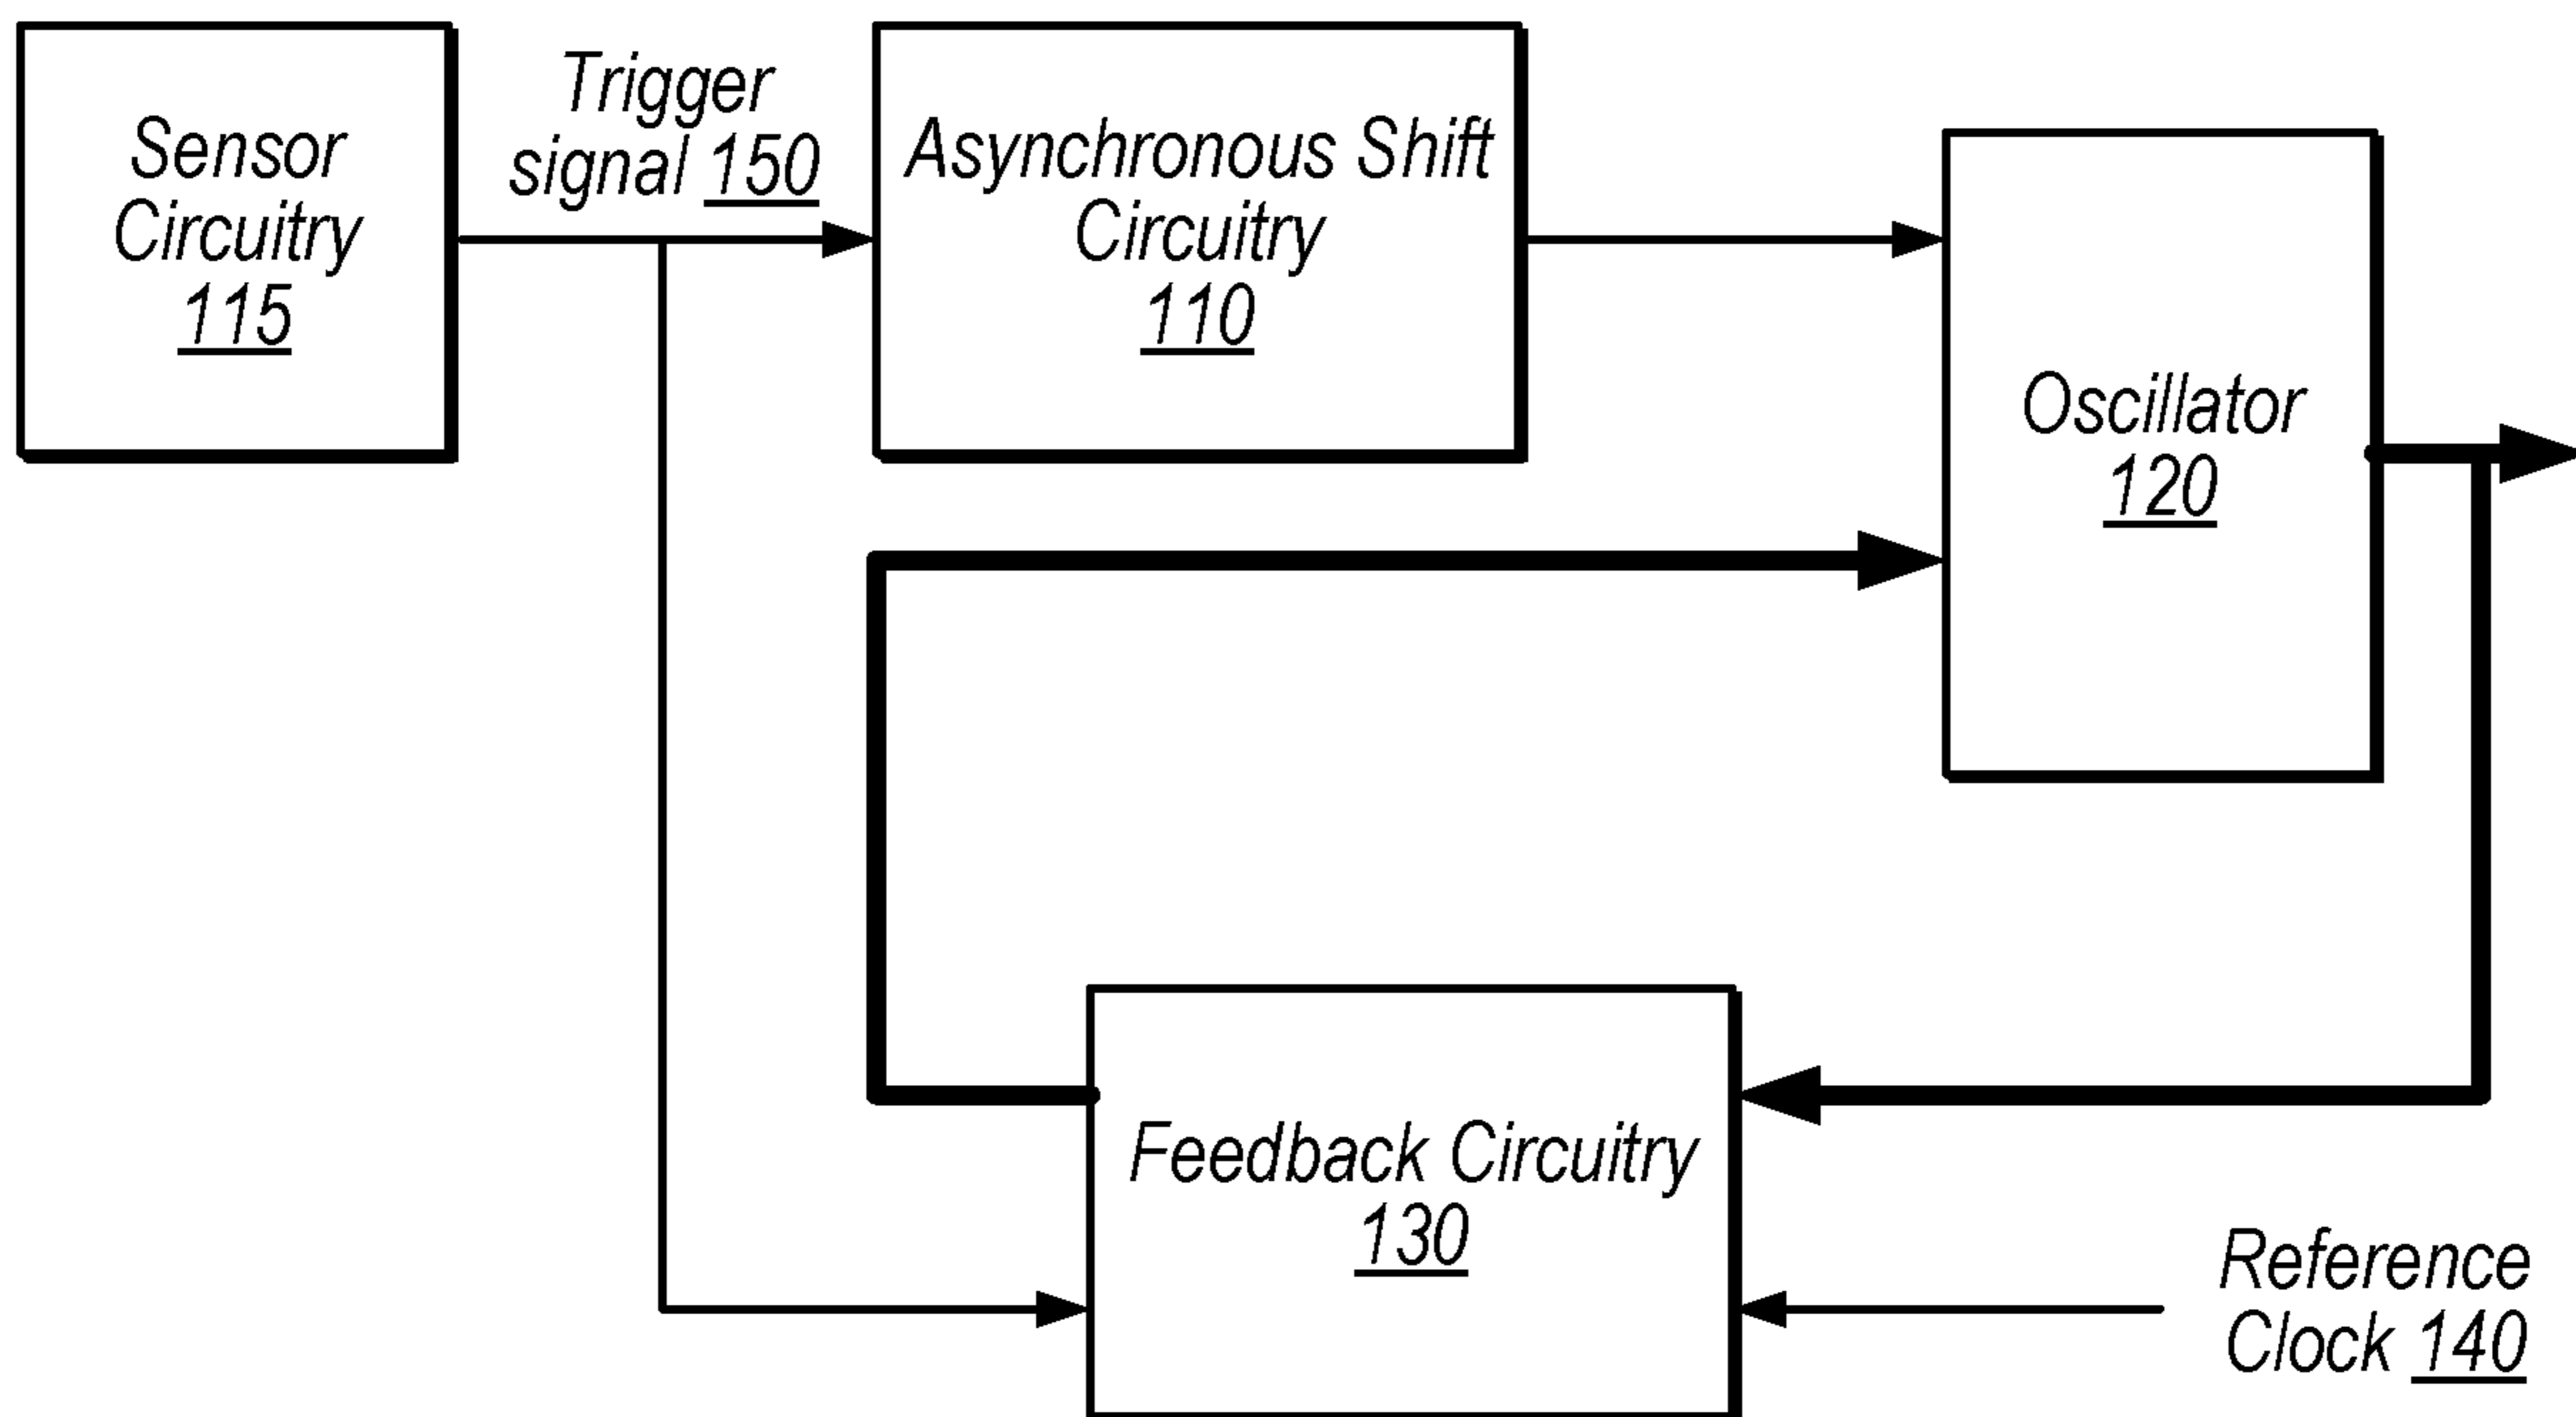 Sensor
Circuitry
115
Trigger
signal 150
Asynchronous Shift
Circuitry
110
Oscillator
120
Feedback Circuitry
130
Reference
Clock 140